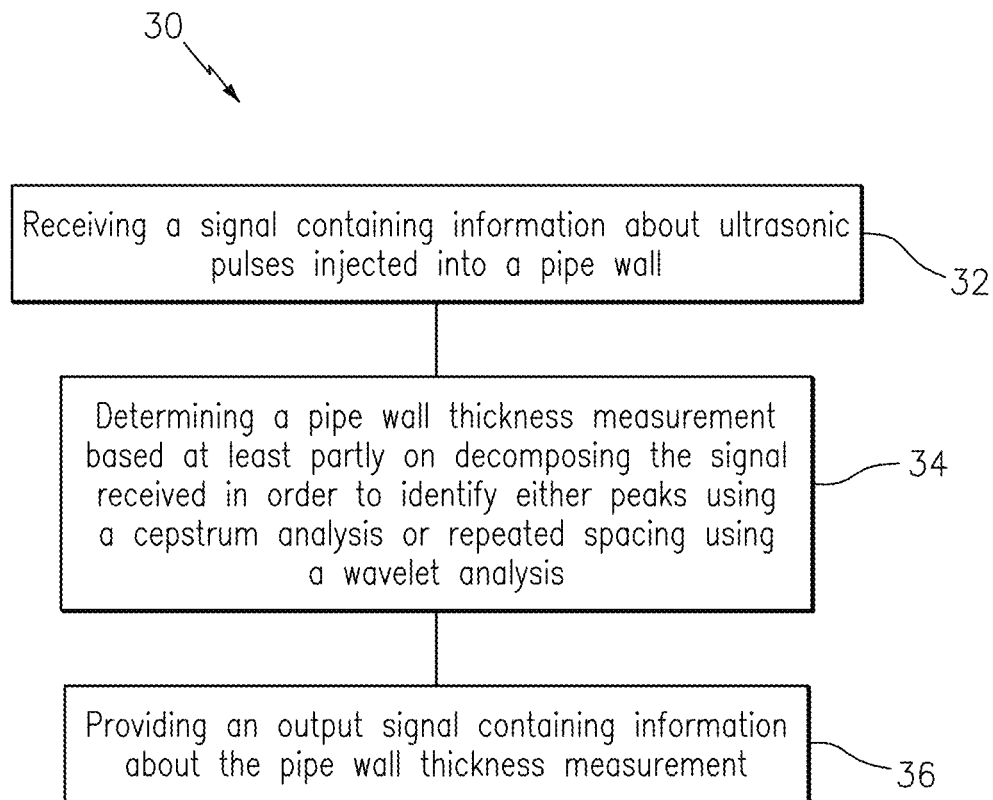 30
Receiving a signal containing information about ultrasonic
pulses injected into a pipe wall
32
Determining a pipe wall thickness measurement
based at least partly on decomposing the signal
received in order to identify either peaks using
a cepstrum analysis or repeated spacing using
a wavelet analysis
34
Providing an output signal containing information
about the pipe wall thickness measurement
36